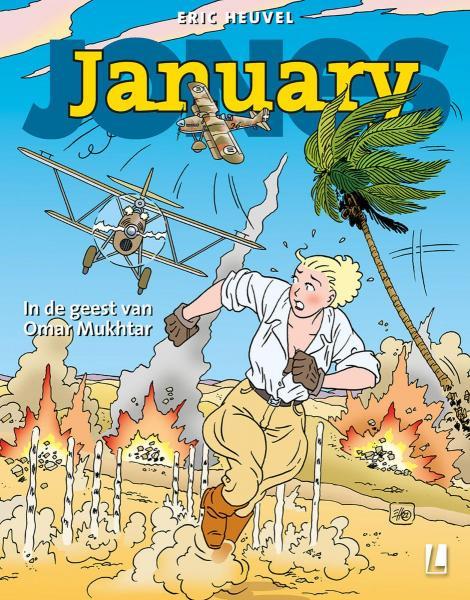 ERIC HEUVEL
JONES
January
In de geest van
Omar Mukhtar
L